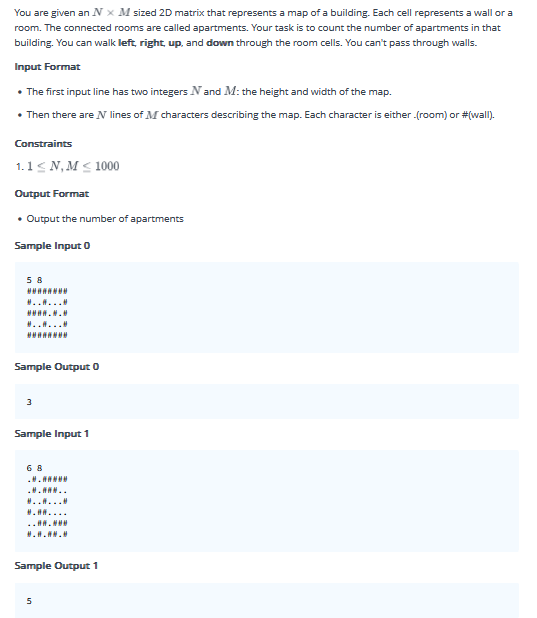 You are given an N × M sized 2D matrix that represents a map of a building. Each cell represents a wall or a
room. The connected rooms are called apartments. Your task is to count the number of apartments in that
building. You can walk left, right, up, and down through the room cells. You can't pass through walls.
Input Format
• The first input line has two integers N and M: the height and width of the map.
• Then there are N lines of M characters describing the map. Each character is either .(room) or #(wall).
Constraints
1. 1 ≤ N, M ≤ 1000
Output Format
• Output the number of apartments
Sample Input 0
5 8
########
#..#...#
####.#.#
#..#...#
########
Sample Output 0
3
Sample Input 1
6 8
.#.#####
.#.###..
#..#...#
#.##....
..##.###
#.#.##.#
Sample Output 1
5